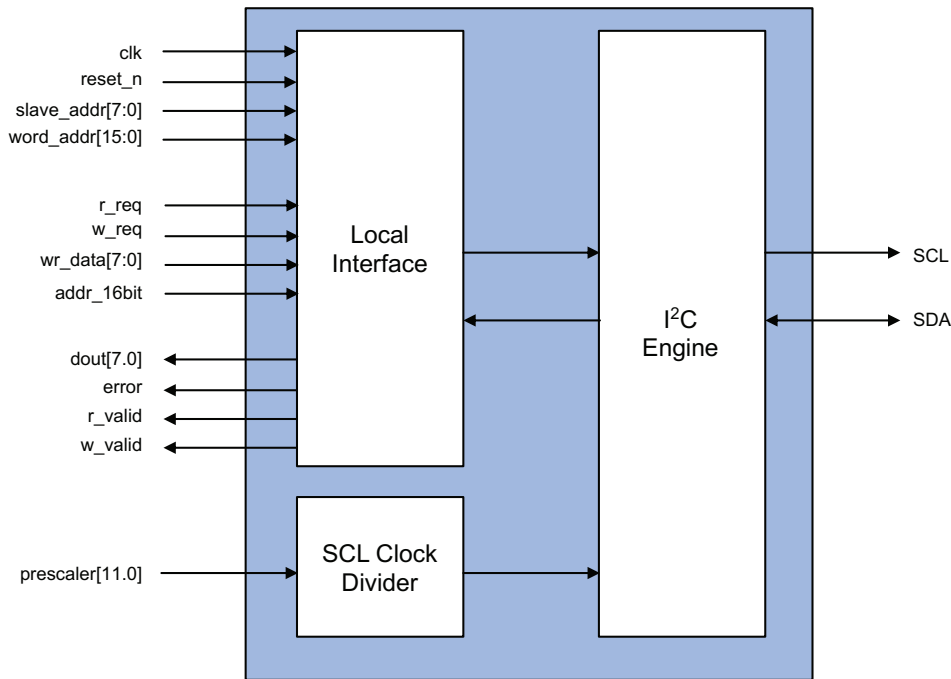 clk
reset_n
slave_addr[7:0]
word_addr[15:0]
r_req
w_req
wr_data[7:0]
addr_16bit
dout[7.0]
error
r_valid
w_valid
prescaler[11.0]
Local
Interface
SCL Clock
Divider
I²C
Engine
SCL
SDA